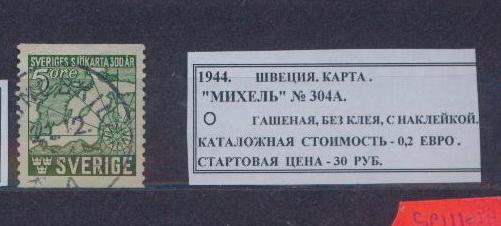 SVERIGES SJÖKARTA 300 ÅR
5 ÖRE
SVERIGE
1944. ШВЕЦИЯ. КАРТА .
"МИХЕЛЬ" № 304А.
О ГАШЕНАЯ, БЕЗ КЛЕЯ, С НАКЛЕЙКОЙ.
КАТАЛОЖНАЯ СТОИМОСТЬ - 0,2 ЕВРО .
СТАРТОВАЯ ЦЕНА - 30 РУБ.